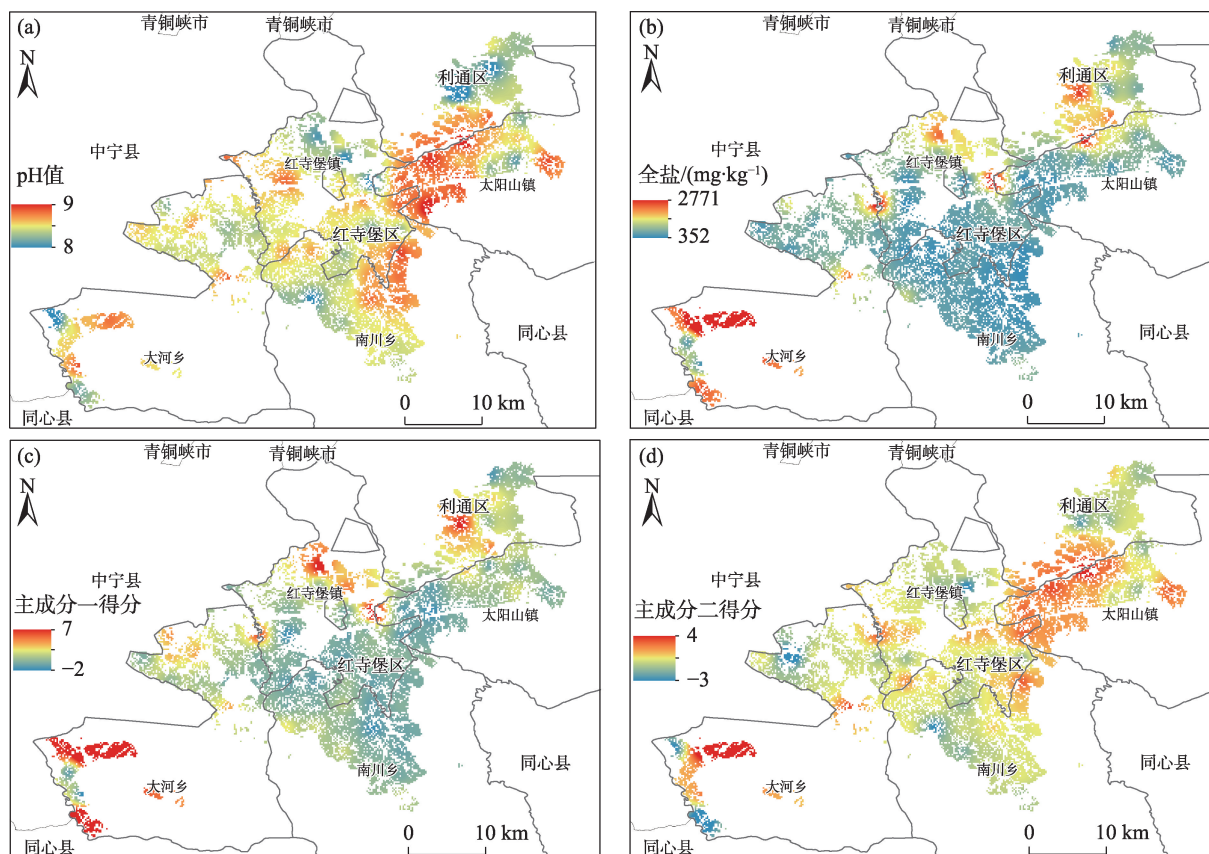 (a)
青铜峡市
青铜峡市
N
利通区
中宁县
红寺堡镇
pH值
9
8
太阳山镇
红寺堡区
同心县
南川乡
大河乡
0 10 km
同心县
(b)
青铜峡市
青铜峡市
N
利通区
中宁县
红寺堡镇
全盐/(mg·kg⁻¹)
2771
352
太阳山镇
红寺堡区
同心县
南川乡
大河乡
0 10 km
同心县
(c)
青铜峡市
青铜峡市
N
利通区
中宁县
红寺堡镇
主成分一得分
7
−2
太阳山镇
红寺堡区
同心县
南川乡
大河乡
0 10 km
同心县
(d)
青铜峡市
青铜峡市
N
利通区
中宁县
红寺堡镇
主成分二得分
4
−3
太阳山镇
红寺堡区
同心县
南川乡
大河乡
0 10 km
同心县